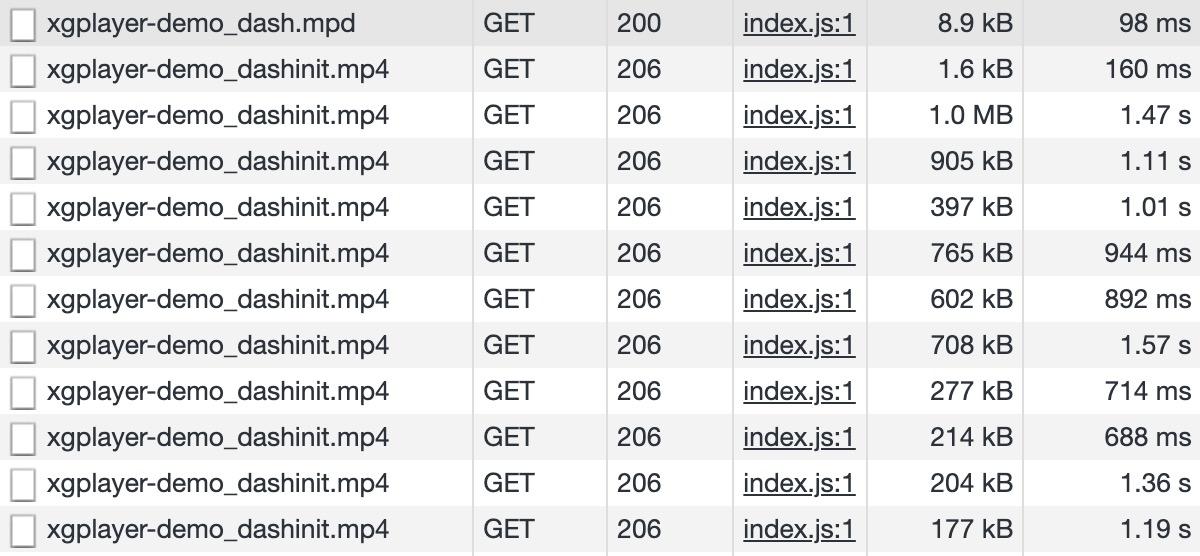 xgplayer-demo_dash.mpd GET 200 index.js:1 8.9 kB 98 ms
xgplayer-demo_dashinit.mp4 GET 206 index.js:1 1.6 kB 160 ms
xgplayer-demo_dashinit.mp4 GET 206 index.js:1 1.0 MB 1.47 s
xgplayer-demo_dashinit.mp4 GET 206 index.js:1 905 kB 1.11 s
xgplayer-demo_dashinit.mp4 GET 206 index.js:1 397 kB 1.01 s
xgplayer-demo_dashinit.mp4 GET 206 index.js:1 765 kB 944 ms
xgplayer-demo_dashinit.mp4 GET 206 index.js:1 602 kB 892 ms
xgplayer-demo_dashinit.mp4 GET 206 index.js:1 708 kB 1.57 s
xgplayer-demo_dashinit.mp4 GET 206 index.js:1 277 kB 714 ms
xgplayer-demo_dashinit.mp4 GET 206 index.js:1 214 kB 688 ms
xgplayer-demo_dashinit.mp4 GET 206 index.js:1 204 kB 1.36 s
xgplayer-demo_dashinit.mp4 GET 206 index.js:1 177 kB 1.19 s